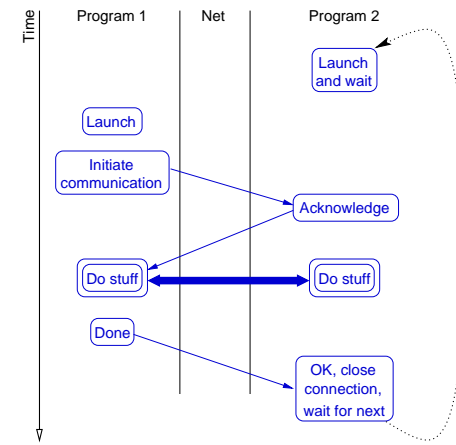 Time
Program 1
Net
Program 2
Launch
and wait
Launch
Initiate
communication
Acknowledge
Do stuff
Do stuff
Done
OK, close
connection,
wait for next